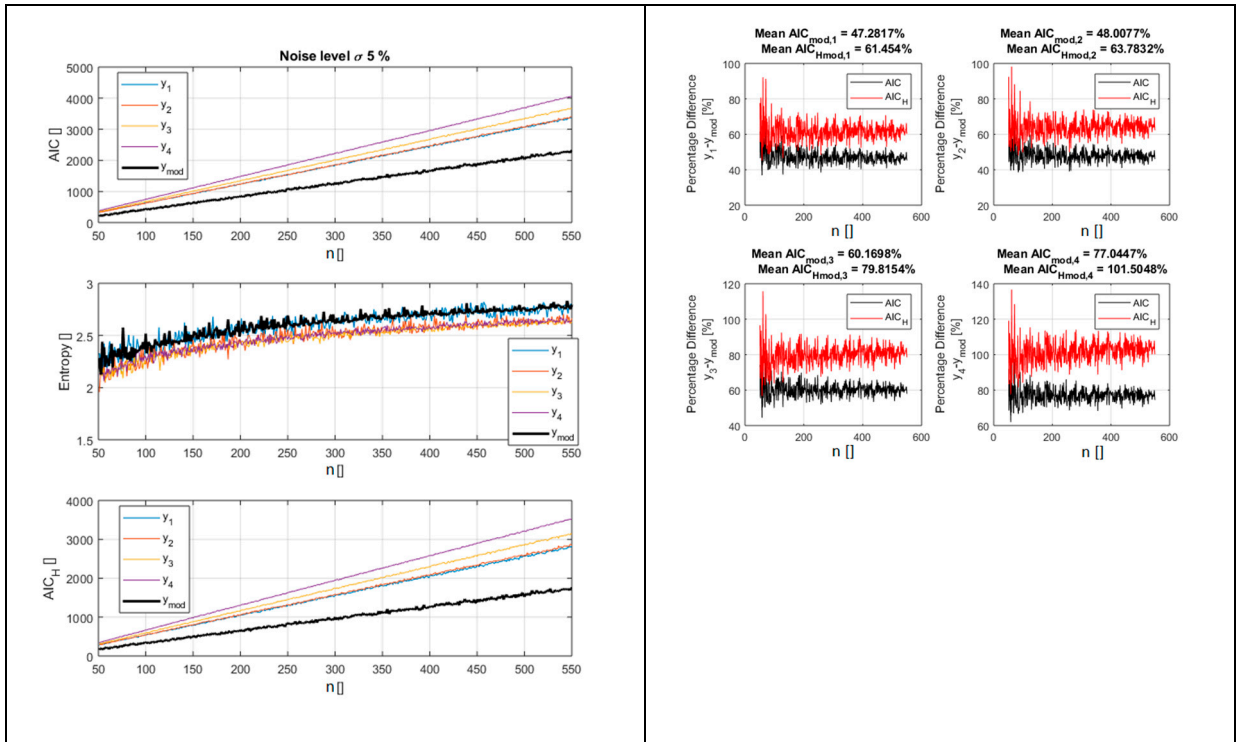 Noise level σ 5 %
AIC []
5000
4000
3000
2000
1000
0
y1
y2
y3
y4
ymod
50 100 150 200 250 300 350 400 450 500 550
n []
Entropy []
3
2.5
2
1.5
y1
y2
y3
y4
ymod
50 100 150 200 250 300 350 400 450 500 550
n []
AICH []
4000
3000
2000
1000
0
y1
y2
y3
y4
ymod
50 100 150 200 250 300 350 400 450 500 550
n []
Mean AICmod,1 = 47.2817%
Mean AICHmod,1 = 61.454%
Percentage Difference
y1-ymod [%]
100
80
60
40
20
AIC
AICH
0 200 400 600
n []
Mean AICmod,2 = 48.0077%
Mean AICHmod,2 = 63.7832%
Percentage Difference
y2-ymod [%]
100
80
60
40
20
AIC
AICH
0 200 400 600
n []
Mean AICmod,3 = 60.1698%
Mean AICHmod,3 = 79.8154%
Percentage Difference
y3-ymod [%]
120
100
80
60
40
AIC
AICH
0 200 400 600
n []
Mean AICmod,4 = 77.0447%
Mean AICHmod,4 = 101.5048%
Percentage Difference
y4-ymod [%]
140
120
100
80
60
AIC
AICH
0 200 400 600
n []